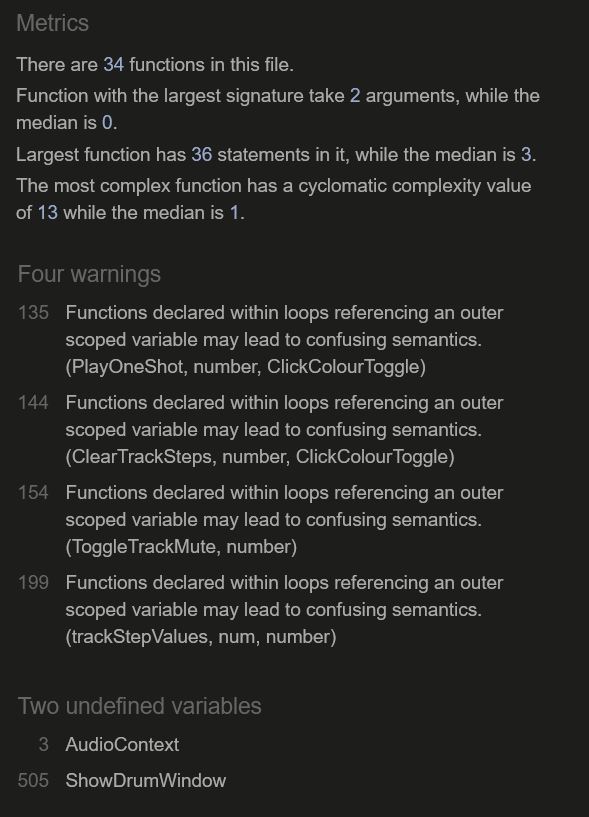 Metrics
There are 34 functions in this file.
Function with the largest signature take 2 arguments, while the
median is 0.
Largest function has 36 statements in it, while the median is 3.
The most complex function has a cyclomatic complexity value
of 13 while the median is 1.
Four warnings
135 Functions declared within loops referencing an outer
scoped variable may lead to confusing semantics.
(PlayOneShot, number, ClickColourToggle)
144 Functions declared within loops referencing an outer
scoped variable may lead to confusing semantics.
(ClearTrackSteps, number, ClickColourToggle)
154 Functions declared within loops referencing an outer
scoped variable may lead to confusing semantics.
(ToggleTrackMute, number)
199 Functions declared within loops referencing an outer
scoped variable may lead to confusing semantics.
(trackStepValues, num, number)
Two undefined variables
3 AudioContext
505 ShowDrumWindow